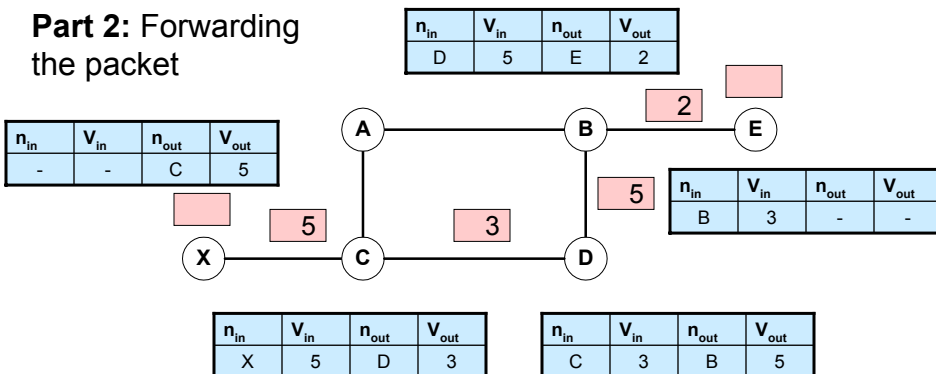 Part 2: Forwarding
the packet
n_in V_in n_out V_out
D 5 E 2
2
A B E
n_in V_in n_out V_out
- - C 5
5
n_in V_in n_out V_out
B 3 - -
5 3
X C D
n_in V_in n_out V_out
X 5 D 3
n_in V_in n_out V_out
C 3 B 5